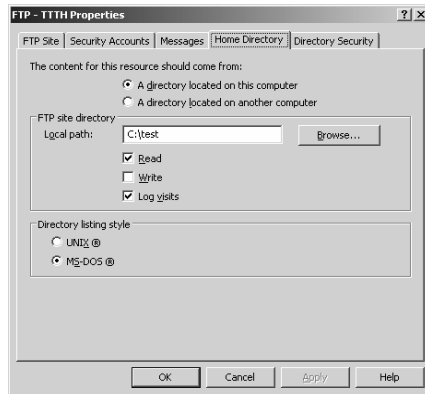 FTP - TTTH Properties
FTP Site Security Accounts Messages Home Directory Directory Security
The content for this resource should come from:
A directory located on this computer
A directory located on another computer
FTP site directory
Local path: C:\test Browse...
Read
Write
Log visits
Directory listing style
UNIX ®
MS-DOS ®
OK Cancel Apply Help